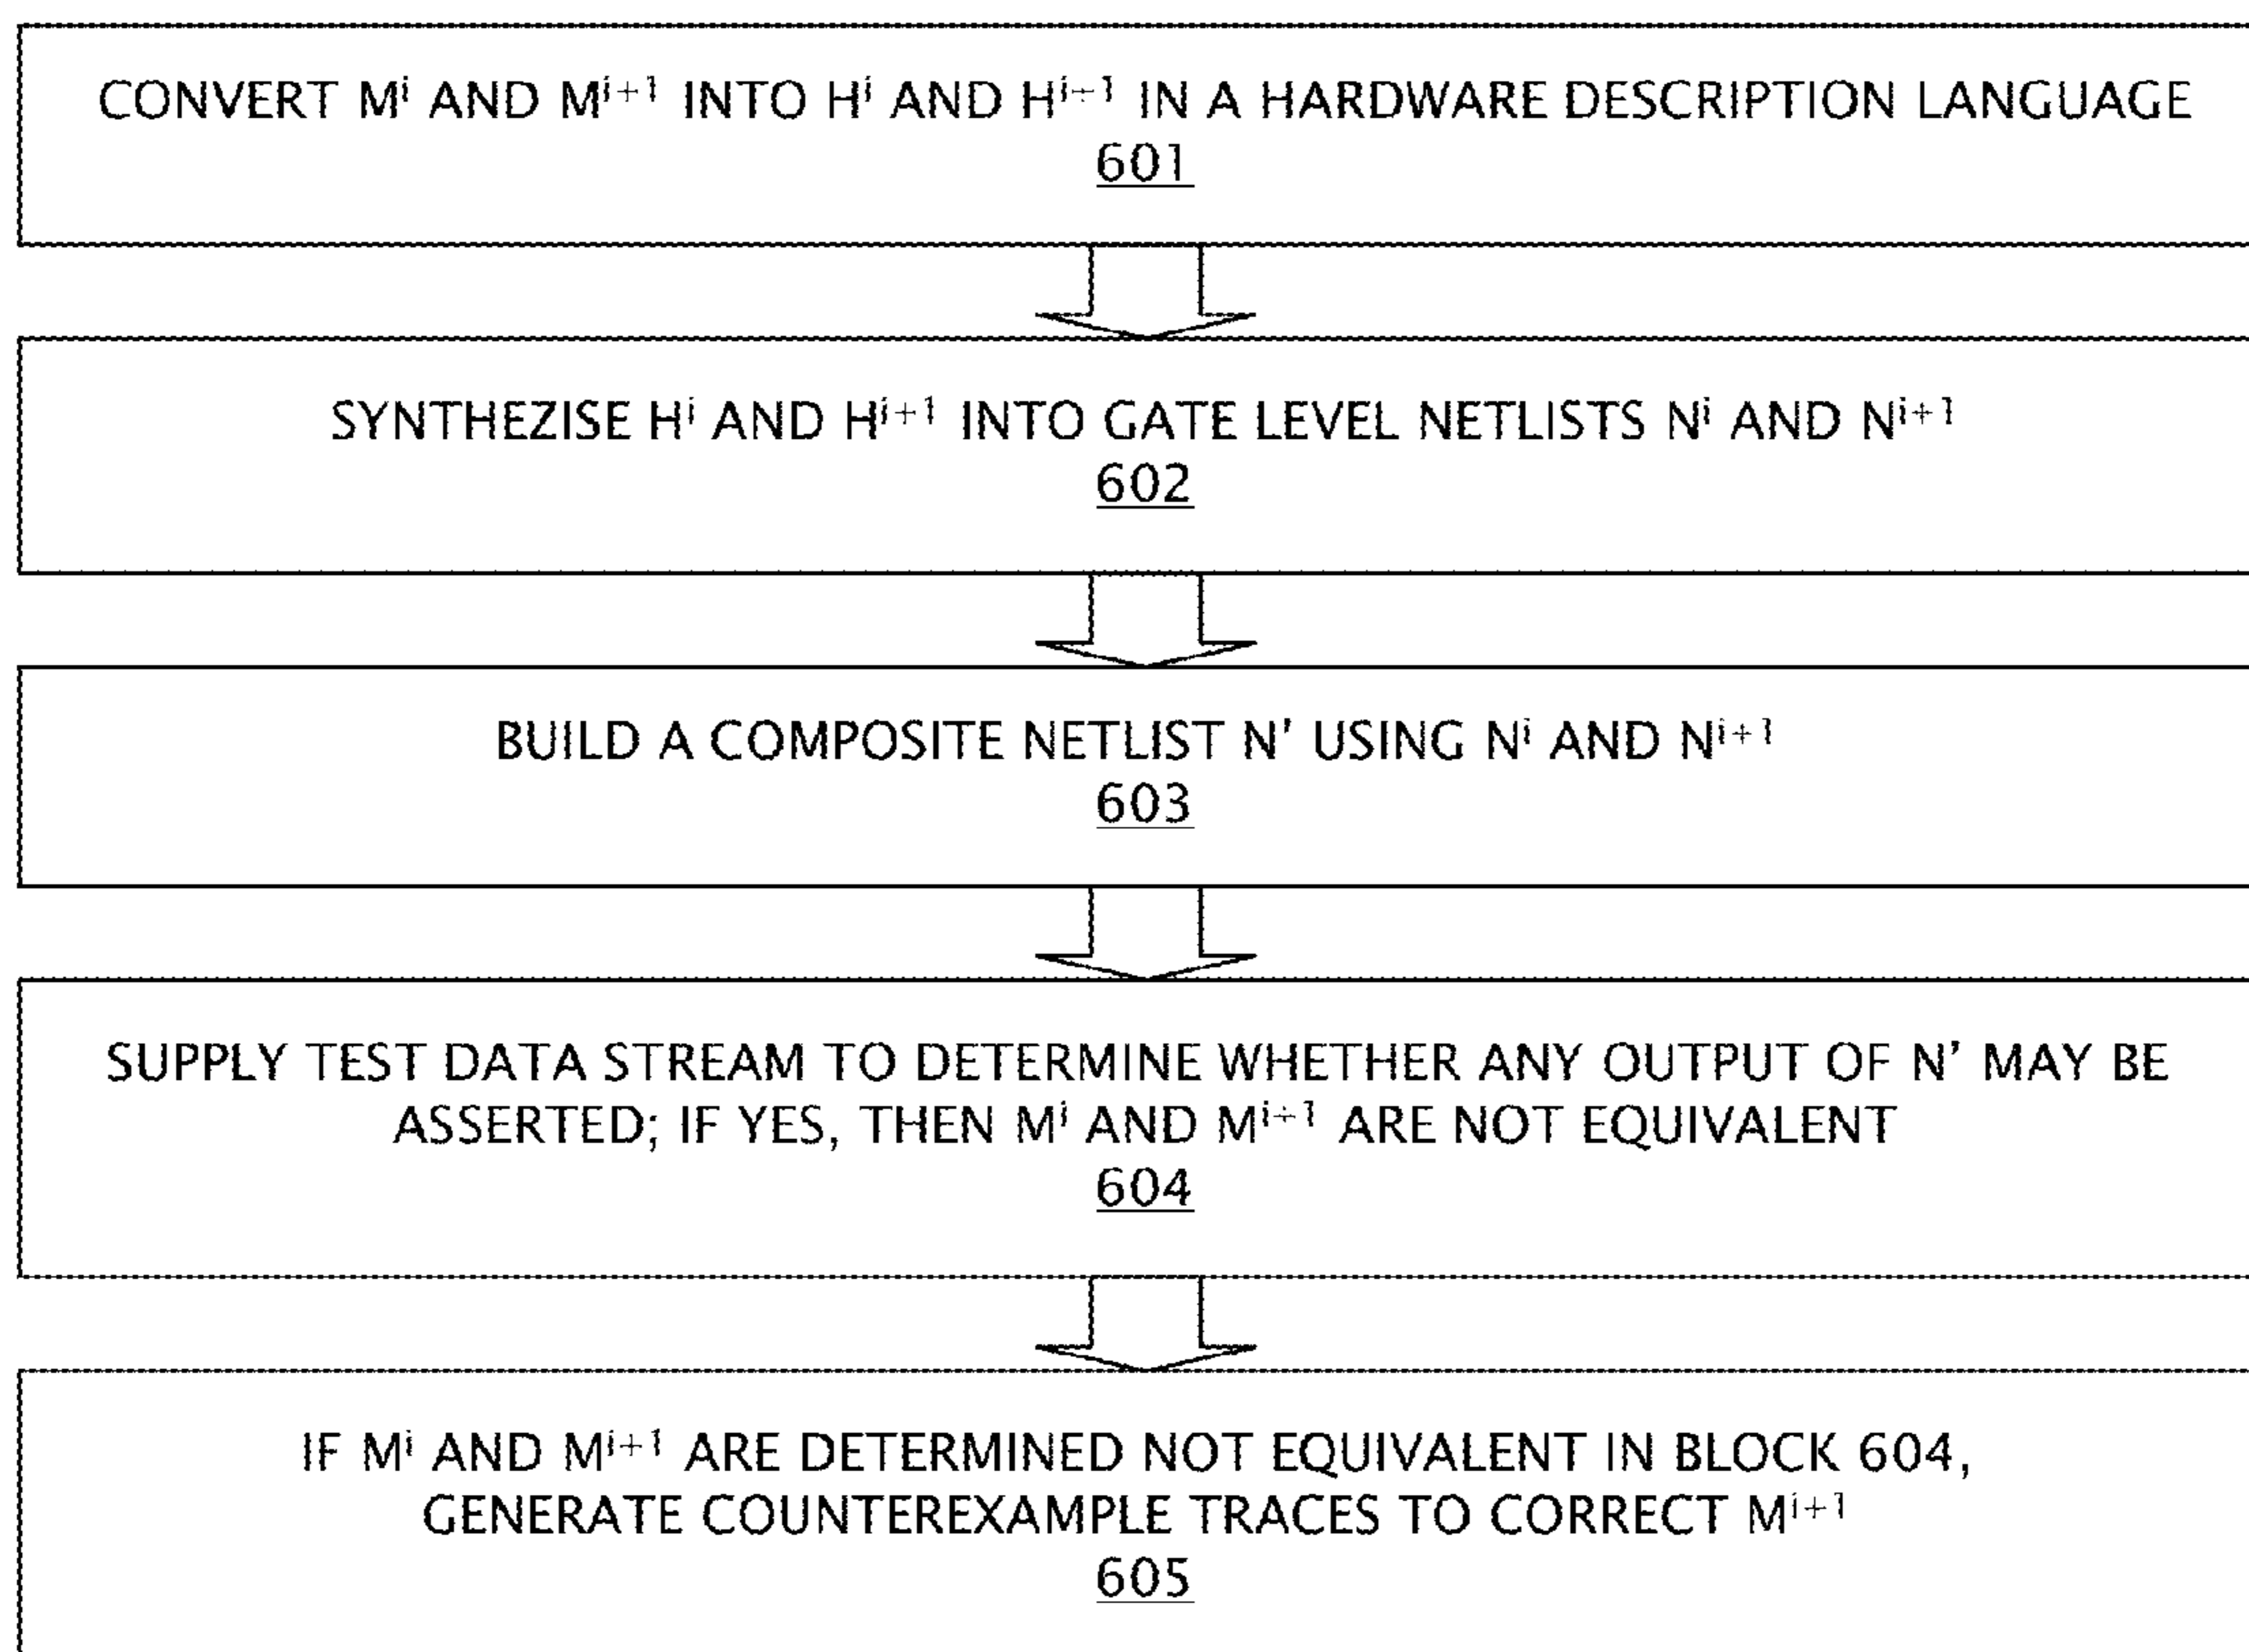 CONVERT Mⁱ AND Mⁱ⁺¹ INTO Hⁱ AND Hⁱ⁺¹ IN A HARDWARE DESCRIPTION LANGUAGE
601
SYNTHEZISE Hⁱ AND Hⁱ⁺¹ INTO GATE LEVEL NETLISTS Nⁱ AND Nⁱ⁺¹
602
BUILD A COMPOSITE NETLIST N' USING Nⁱ AND Nⁱ⁺¹
603
SUPPLY TEST DATA STREAM TO DETERMINE WHETHER ANY OUTPUT OF N' MAY BE
ASSERTED; IF YES, THEN Mⁱ AND Mⁱ⁺¹ ARE NOT EQUIVALENT
604
IF Mⁱ AND Mⁱ⁺¹ ARE DETERMINED NOT EQUIVALENT IN BLOCK 604,
GENERATE COUNTEREXAMPLE TRACES TO CORRECT Mⁱ⁺¹
605